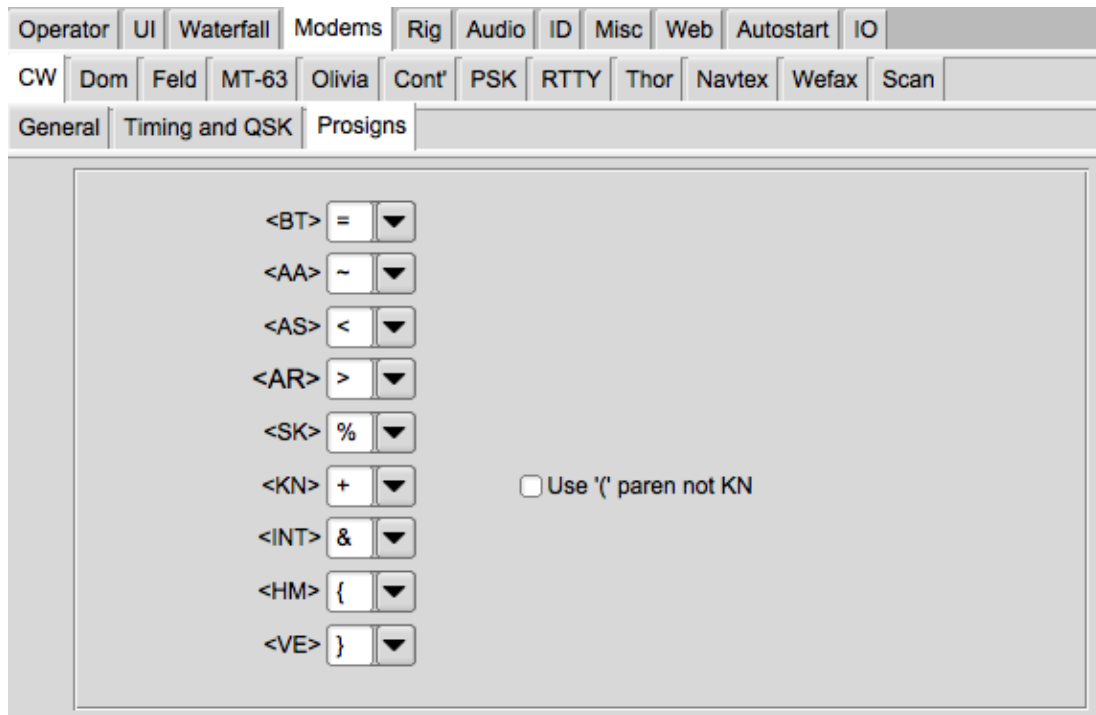 Operator UI Waterfall Modems Rig Audio ID Misc Web Autostart IO
CW Dom Feld MT-63 Olivia Cont' PSK RTTY Thor Navtex Wefax Scan
General Timing and QSK Prosigns
<BT> =
<AA> ~
<AS> <
<AR> >
<SK> %
<KN> + Use '(' paren not KN
<INT> &
<HM> {
<VE> }